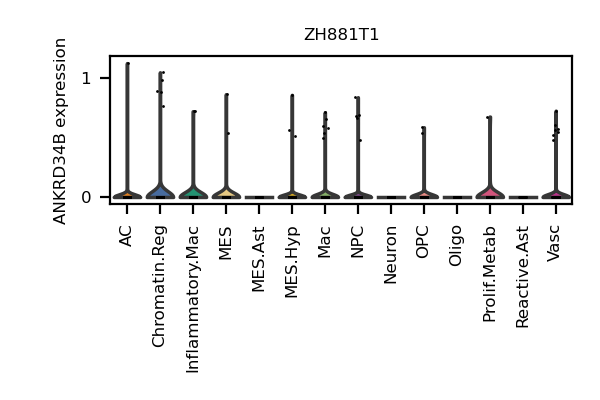 ZH881T1
ANKRD34B expression
1
0
AC
Chromatin.Reg
Inflammatory.Mac
MES
MES.Ast
MES.Hyp
Mac
NPC
Neuron
OPC
Oligo
Prolif.Metab
Reactive.Ast
Vasc